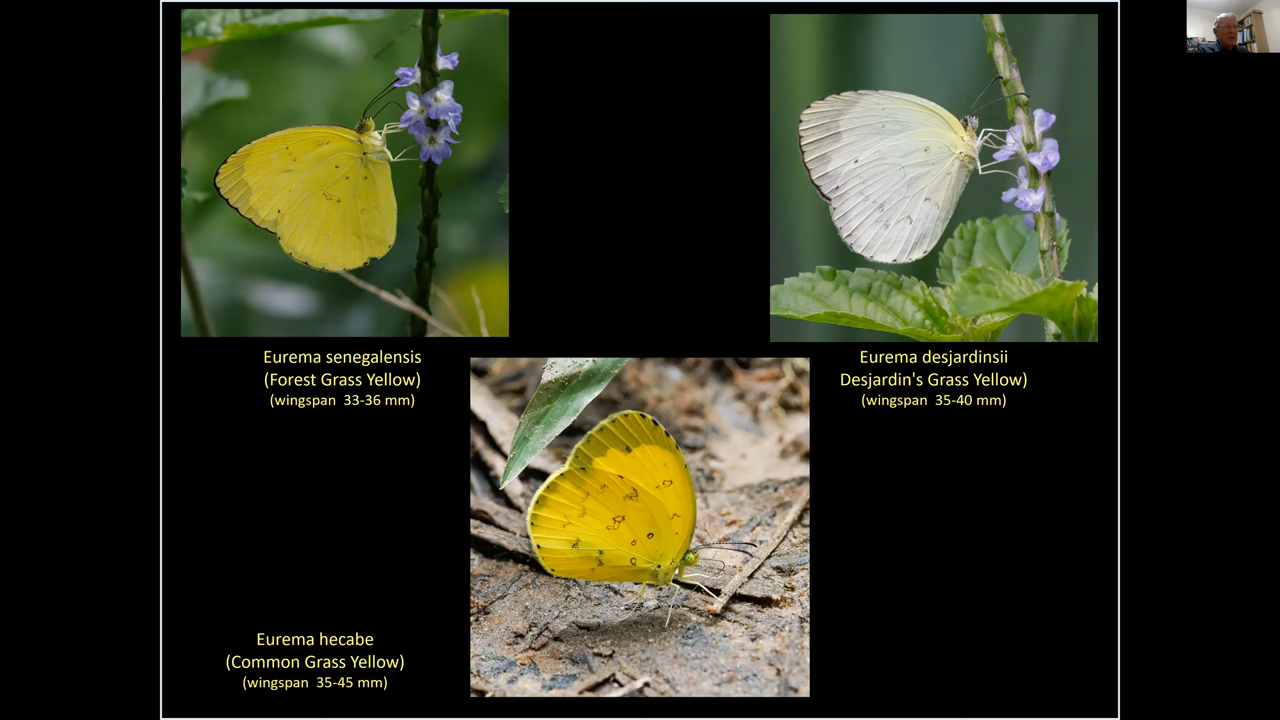 Eurema senegalensis
(Forest Grass Yellow)
(wingspan 33-36 mm)
Eurema desjardinsii
Desjardin's Grass Yellow)
(wingspan 35-40 mm)
Eurema hecabe
(Common Grass Yellow)
(wingspan 35-45 mm)